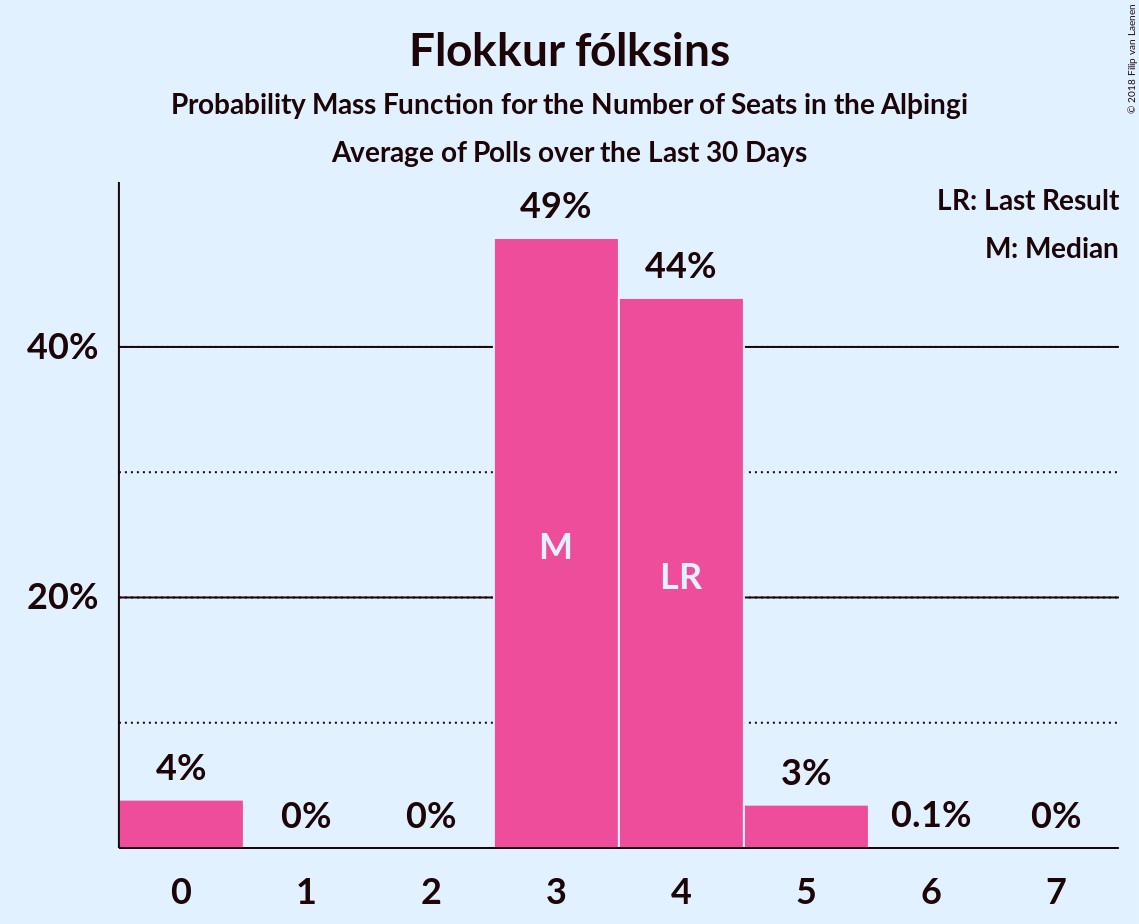 Flokkur fólksins
Probability Mass Function for the Number of Seats in the Alþingi
Average of Polls over the Last 30 Days
© 2018 Filip van Laenen
LR: Last Result
M: Median
49%
44%
40%
M
LR
20%
4%
0%
0%
3%
0.1%
0%
0 1 2 3 4 5 6 7